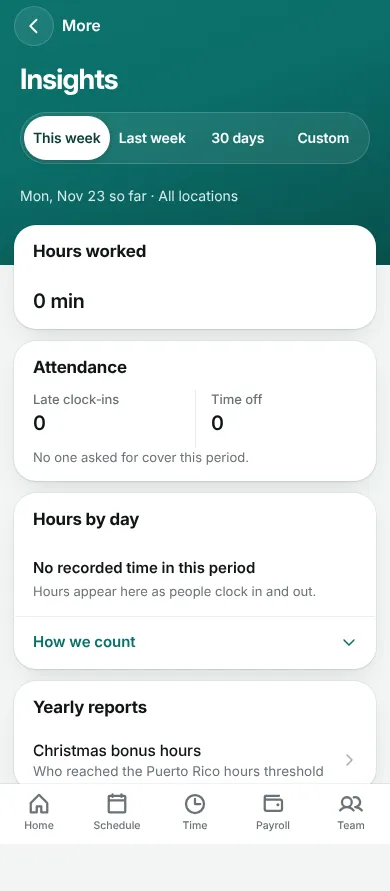 More
Insights
This week
Last week
30 days
Custom
Mon, Nov 23 so far · All locations
Hours worked
0 min
Attendance
Late clock-ins
Time off
0
0
No one asked for cover this period.
Hours by day
No recorded time in this period
Hours appear here as people clock in and out.
How we count
Yearly reports
Christmas bonus hours
Who reached the Puerto Rico hours threshold
Home
Schedule
Time
Payroll
Team